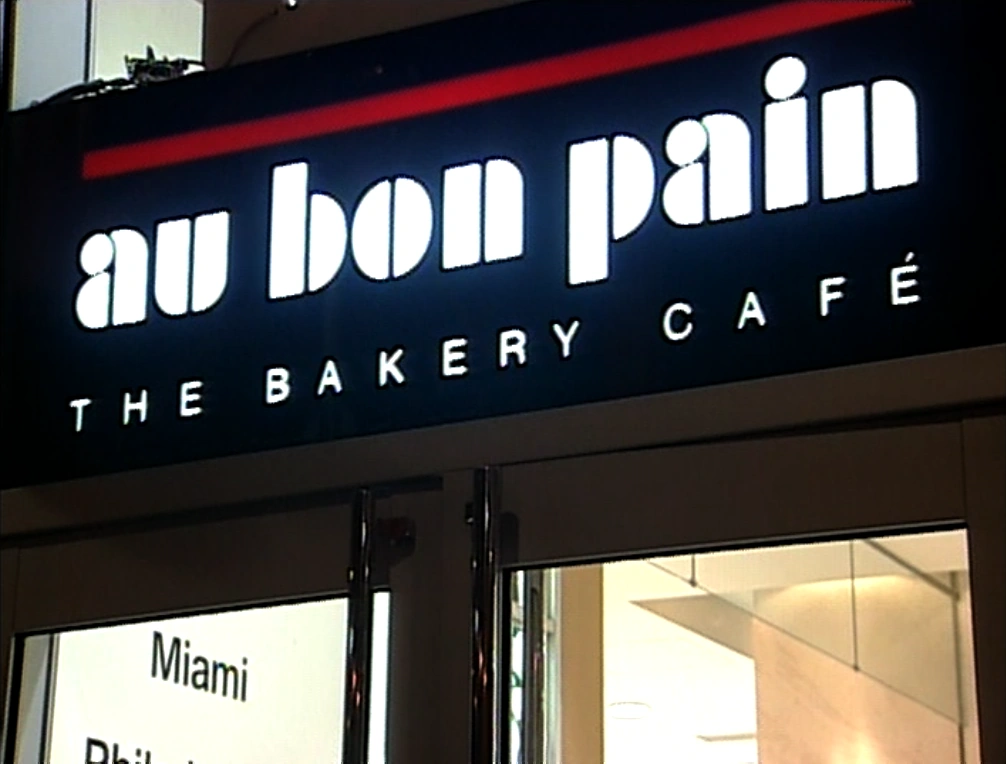 au bon pain
THE BAKERY CAFÉ
Miami